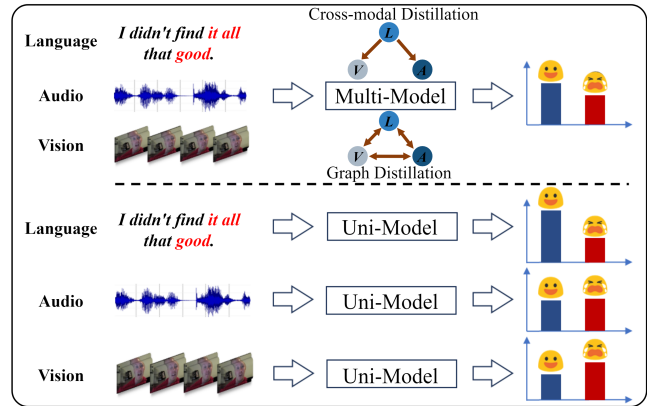 Cross-modal Distillation
Language
I didn't find it all
that good.
L
V
A
Audio
Multi-Model
Vision
L
V
A
Graph Distillation
Language
I didn't find it all
that good.
Uni-Model
Audio
Uni-Model
Vision
Uni-Model